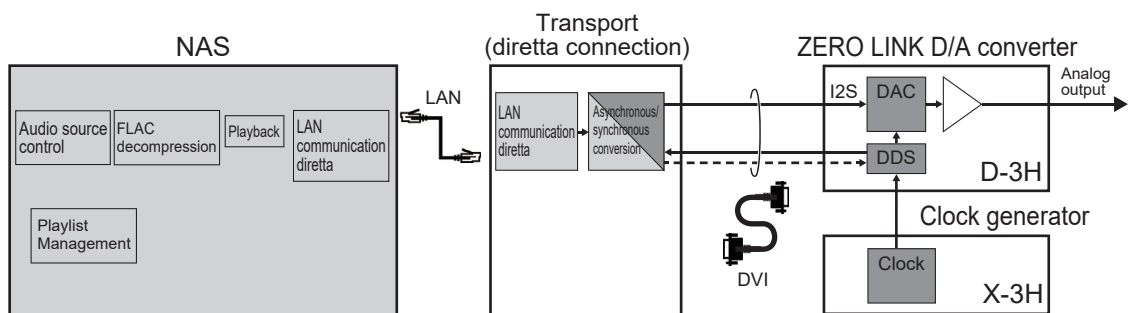 NAS
Audio source
control
FLAC
decompression
Playback
LAN
communication
diretta
Playlist
Management
LAN
Transport
(diretta connection)
LAN
communication
diretta
Asynchronous/
synchronous
conversion
DVI
ZERO LINK D/A converter
I2S
DAC
DDS
D-3H
Analog
output
Clock generator
Clock
X-3H